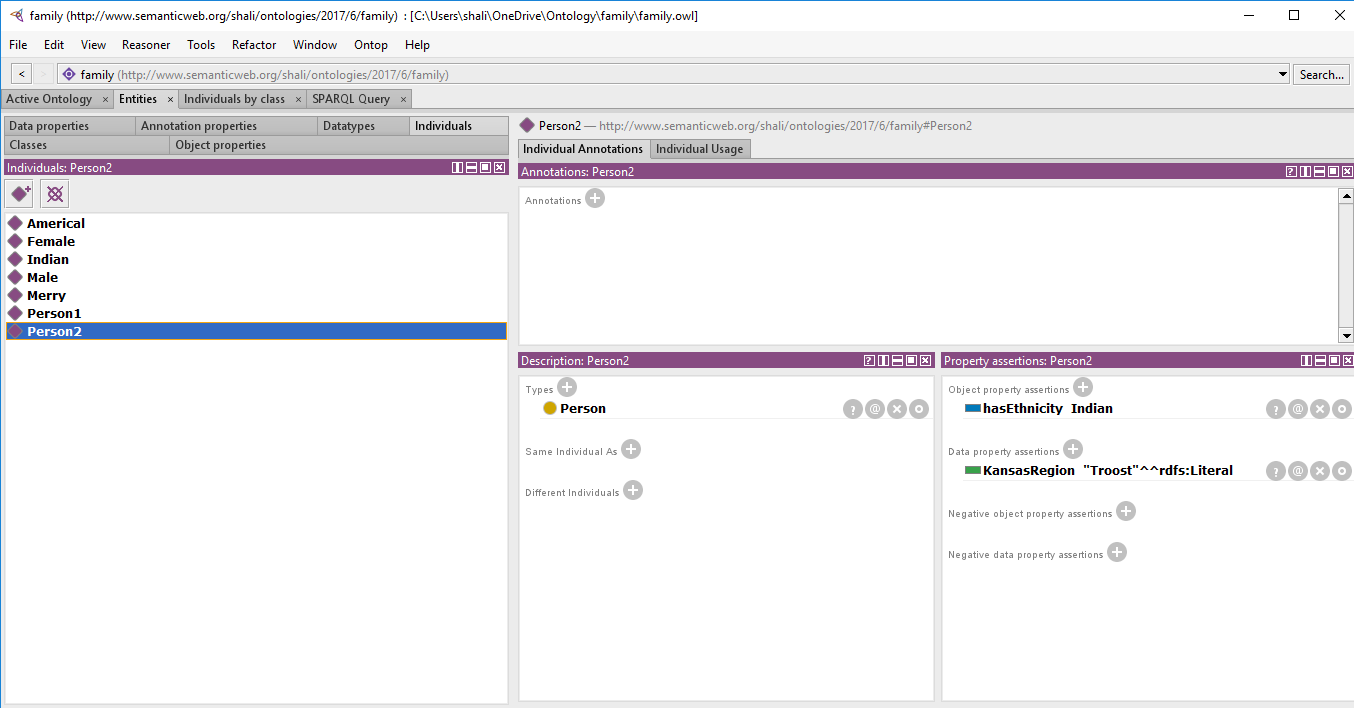 family (http://www.semanticweb.org/shali/ontologies/2017/6/family) : [C:\Users\shali\OneDrive\Ontology\family\family.owl]
File Edit View Reasoner Tools Refactor Window Ontop Help
< > family (http://www.semanticweb.org/shali/ontologies/2017/6/family) Search...
Active Ontology × Entities × Individuals by class × SPARQL Query ×
Data properties Annotation properties Datatypes Individuals
Classes Object properties
Individuals: Person2
Americal
Female
Indian
Male
Merry
Person1
Person2
Person2 — http://www.semanticweb.org/shali/ontologies/2017/6/family#Person2
Individual Annotations Individual Usage
Annotations: Person2
Annotations
Description: Person2
Types
Person
Same Individual As
Different Individuals
Property assertions: Person2
Object property assertions
hasEthnicity Indian
Data property assertions
KansasRegion "Troost"^^rdfs:Literal
Negative object property assertions
Negative data property assertions